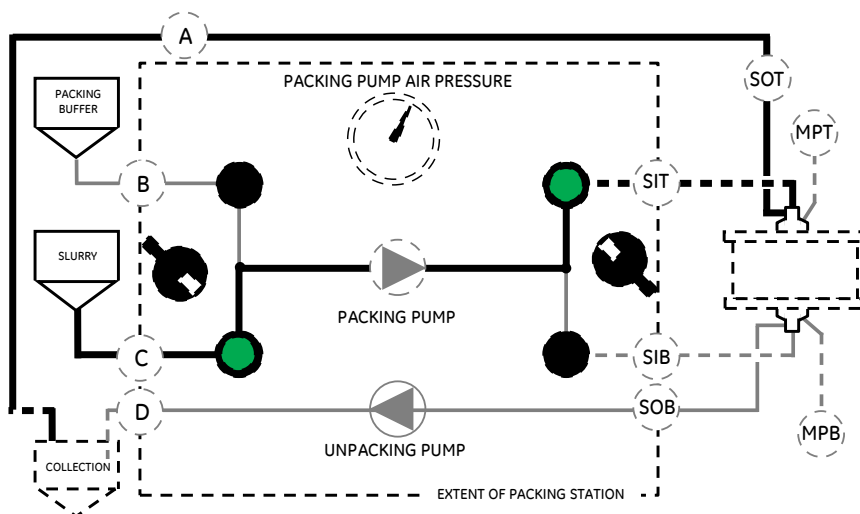 A
PACKING
BUFFER
PACKING PUMP AIR PRESSURE
SOT
MPT
B
SIT
SLURRY
PACKING PUMP
C
SIB
D
SOB
UNPACKING PUMP
MPB
COLLECTION
EXTENT OF PACKING STATION